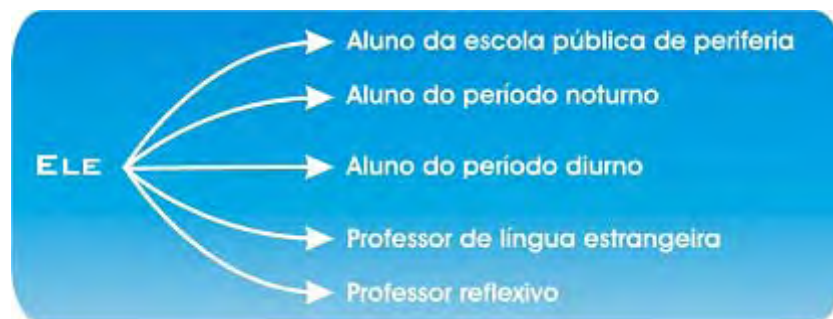 Aluno da escola pública de periferia
Aluno do período noturno
ELE
Aluno do período diurno
Professor de língua estrangeira
Professor reflexivo